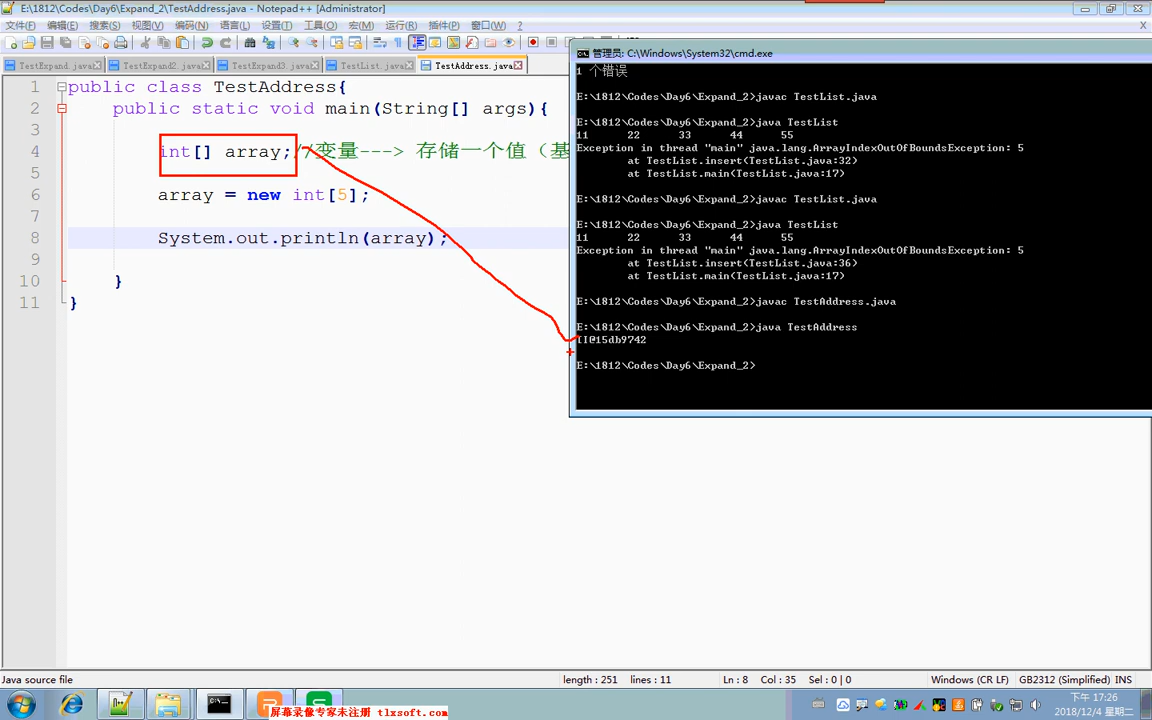 E:\1812\Codes\Day6\Expand_2\TestAddress.java - Notepad++ [Administrator]
文件(F) 编辑(E) 搜索(S) 视图(V) 编码(N) 语言(L) 设置(T) 工具(O) 宏(M) 运行(R) 插件(P) 窗口(W) ? X
TestExpand.java TestExpand2.java TestExpand3.java TestList.java TestAddress.java
1 public class TestAddress{
2 public static void main(String[] args){
3
4 int[] array;//变量---> 存储一个值（基
5
6 array = new int[5];
7
8 System.out.println(array);
9
10 }
11 }
管理员: C:\Windows\System32\cmd.exe
1 个错误
E:\1812\Codes\Day6\Expand_2>javac TestList.java
E:\1812\Codes\Day6\Expand_2>java TestList
11 22 33 44 55
Exception in thread "main" java.lang.ArrayIndexOutOfBoundsException: 5
at TestList.insert(TestList.java:32)
at TestList.main(TestList.java:17)
E:\1812\Codes\Day6\Expand_2>javac TestList.java
E:\1812\Codes\Day6\Expand_2>java TestList
11 22 33 44 55
Exception in thread "main" java.lang.ArrayIndexOutOfBoundsException: 5
at TestList.insert(TestList.java:36)
at TestList.main(TestList.java:17)
E:\1812\Codes\Day6\Expand_2>javac TestAddress.java
E:\1812\Codes\Day6\Expand_2>java TestAddress
[I@15db9742
E:\1812\Codes\Day6\Expand_2>
Java source file length : 251 lines : 11 Ln : 8 Col : 35 Sel : 0 | 0 Windows (CR LF) GB2312 (Simplified) INS
屏幕录像专家未注册 tlxsoft.com
下午 17:26
2018/12/4 星期二